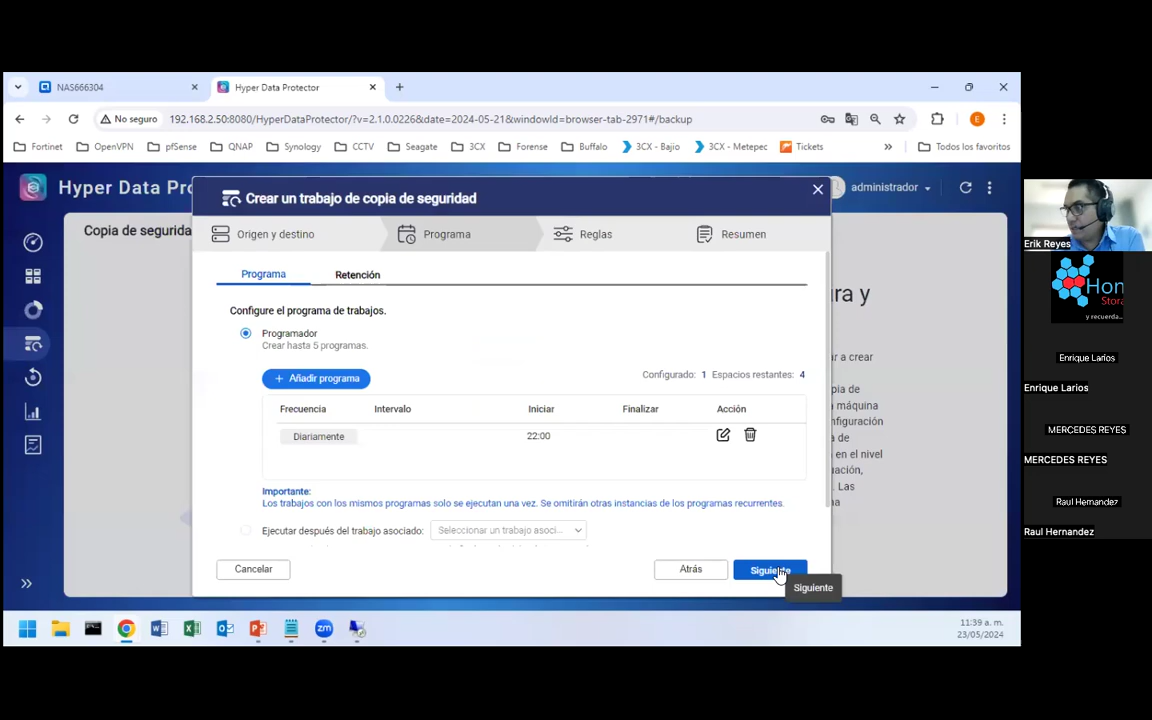 NAS666304
Hyper Data Protector
No seguro
192.168.2.50:8080/HyperDataProtector/?v=2.1.0.0226&date=2024-05-21&windowId=browser-tab-2971#/backup
E
Fortinet
OpenVPN
pfSense
QNAP
Synology
CCTV
Seagate
3CX
Forense
Buffalo
3CX - Bajio
3CX - Metepec
Tickets
»
Todos los favoritos
Hyper Data Pro
administrador
Crear un trabajo de copia de seguridad
Copia de segurida
Origen y destino
Programa
Reglas
Resumen
Programa
Retención
Configure el programa de trabajos.
Programador
Crear hasta 5 programas.
+ Añadir programa
Configurado: 1 Espacios restantes: 4
Frecuencia
Intervalo
Iniciar
Finalizar
Acción
Diariamente
22:00
Importante:
Los trabajos con los mismos programas solo se ejecutan una vez. Se omitirán otras instancias de los programas recurrentes.
Ejecutar después del trabajo asociado:
Seleccionar un trabajo asoci...
Cancelar
Atrás
Siguiente
Siguiente
ura y
r a crear
pia de
a máquina
nfiguración
a de
en el nivel
uación,
. Las
na
11:39 a. m.
23/05/2024
Erik Reyes
Hon
Stora
y recuerda...
Enrique Larios
Enrique Larios
MERCEDES REYES
MERCEDES REYES
Raul Hernandez
Raul Hernandez